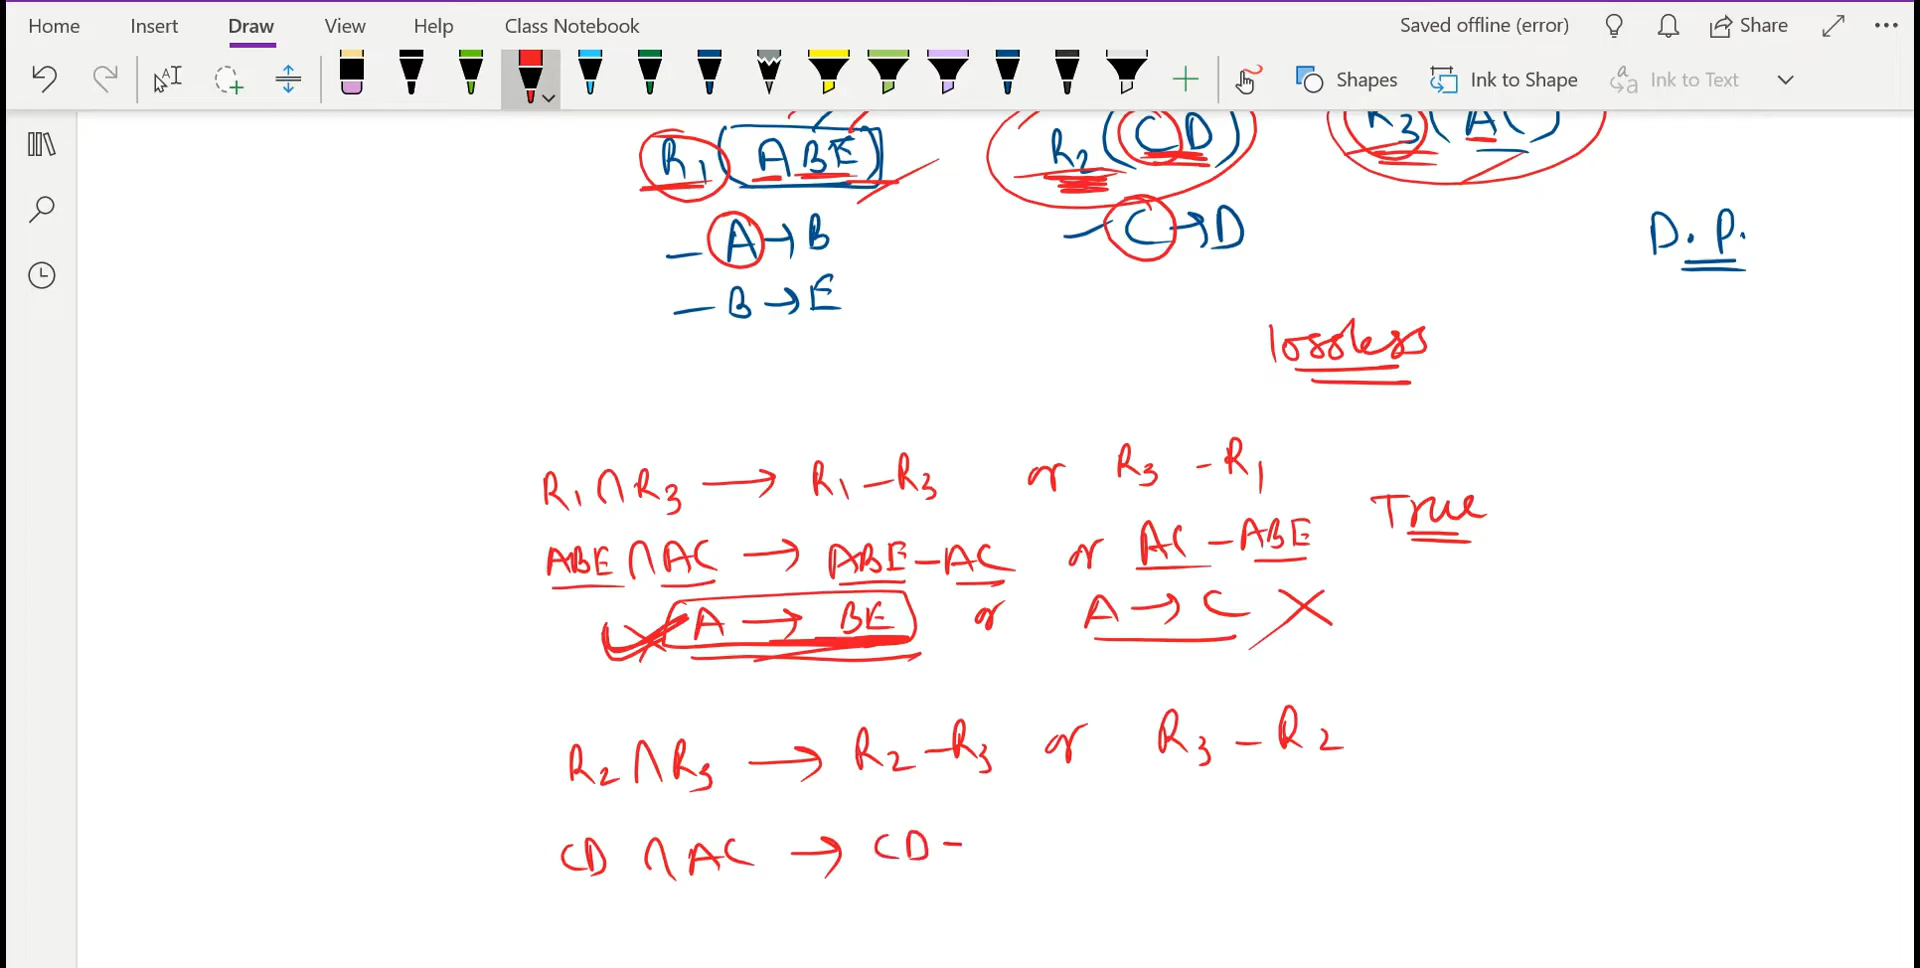 Home Insert Draw View Help Class Notebook Saved offline (error) Share
Shapes Ink to Shape Ink to Text
R1 (ABE) R2 (CD) R3 (AC)
– A → B – C → D D.P.
– B → E
lossless
R1 ∩ R3 → R1 – R3 or R3 – R1
True
ABE ∩ AC → ABE – AC or AC – ABE
A → BE or A → C ✗
R2 ∩ R3 → R2 – R3 or R3 – R2
CD ∩ AC → CD –